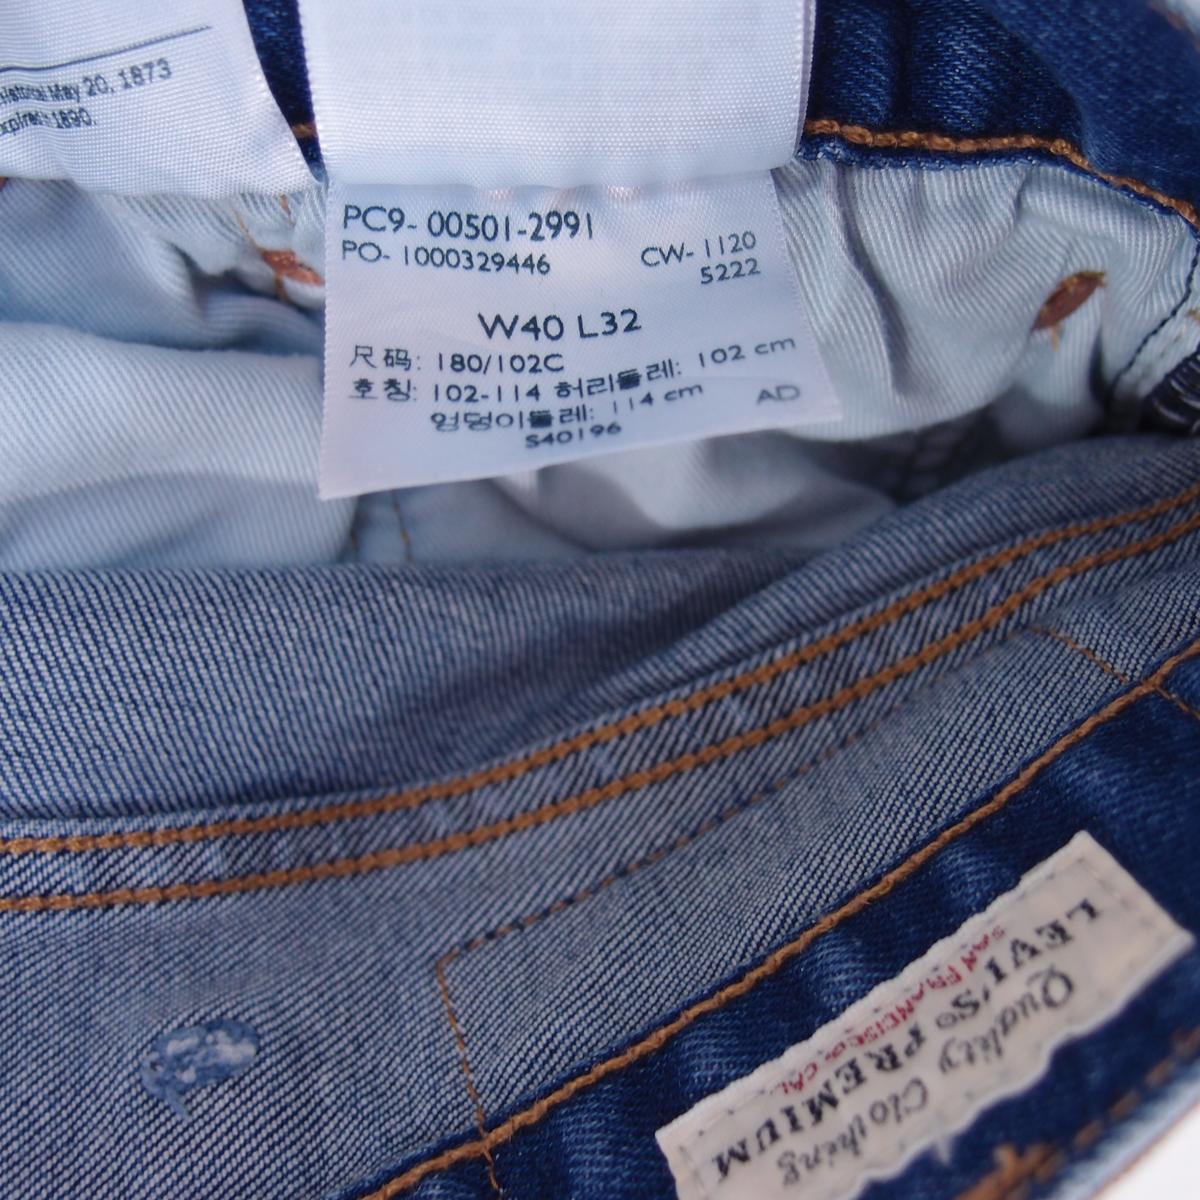 May 20, 1873
1890.
PC9- 00501-2991
PO- 1000329446
CW- 1120
5222
W40 L32
尺码: 180/102C
호칭: 102-114 허리둘레: 102 cm
엉덩이둘레: 114 cm
AD
S40196
LEVI'S® PREMIUM
SAN FRANCISCO, CAL.
Quality Clothing